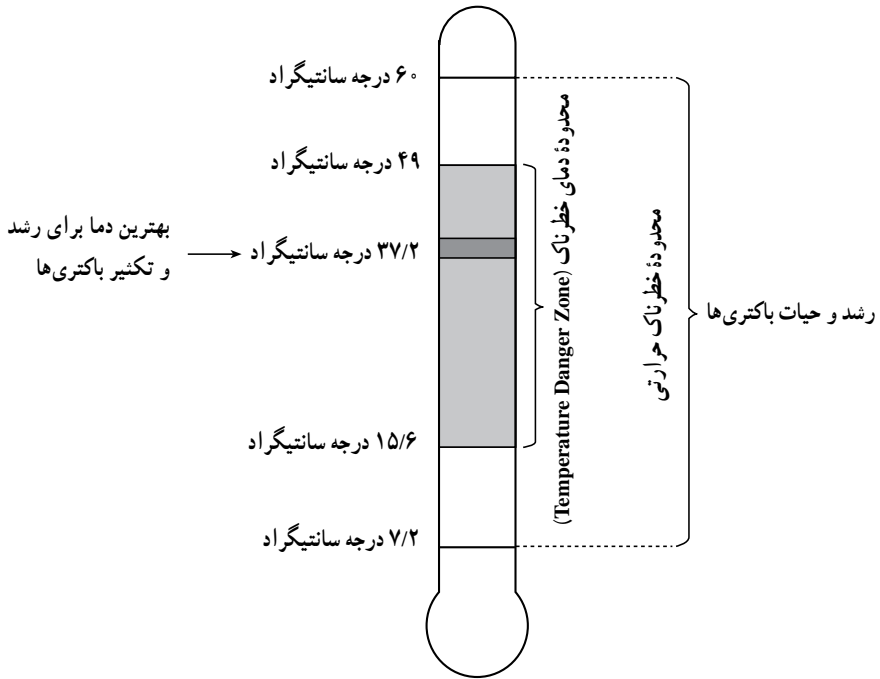 ۶۰ درجه سانتیگراد
۴۹ درجه سانتیگراد
بهترین دما برای رشد
و تکثیر باکتری‌ها
۳۷/۲ درجه سانتیگراد
۱۵/۶ درجه سانتیگراد
۷/۲ درجه سانتیگراد
محدودهٔ دمای خطرناک (Temperature Danger Zone)
محدودهٔ خطرناک حرارتی
رشد و حیات باکتری‌ها